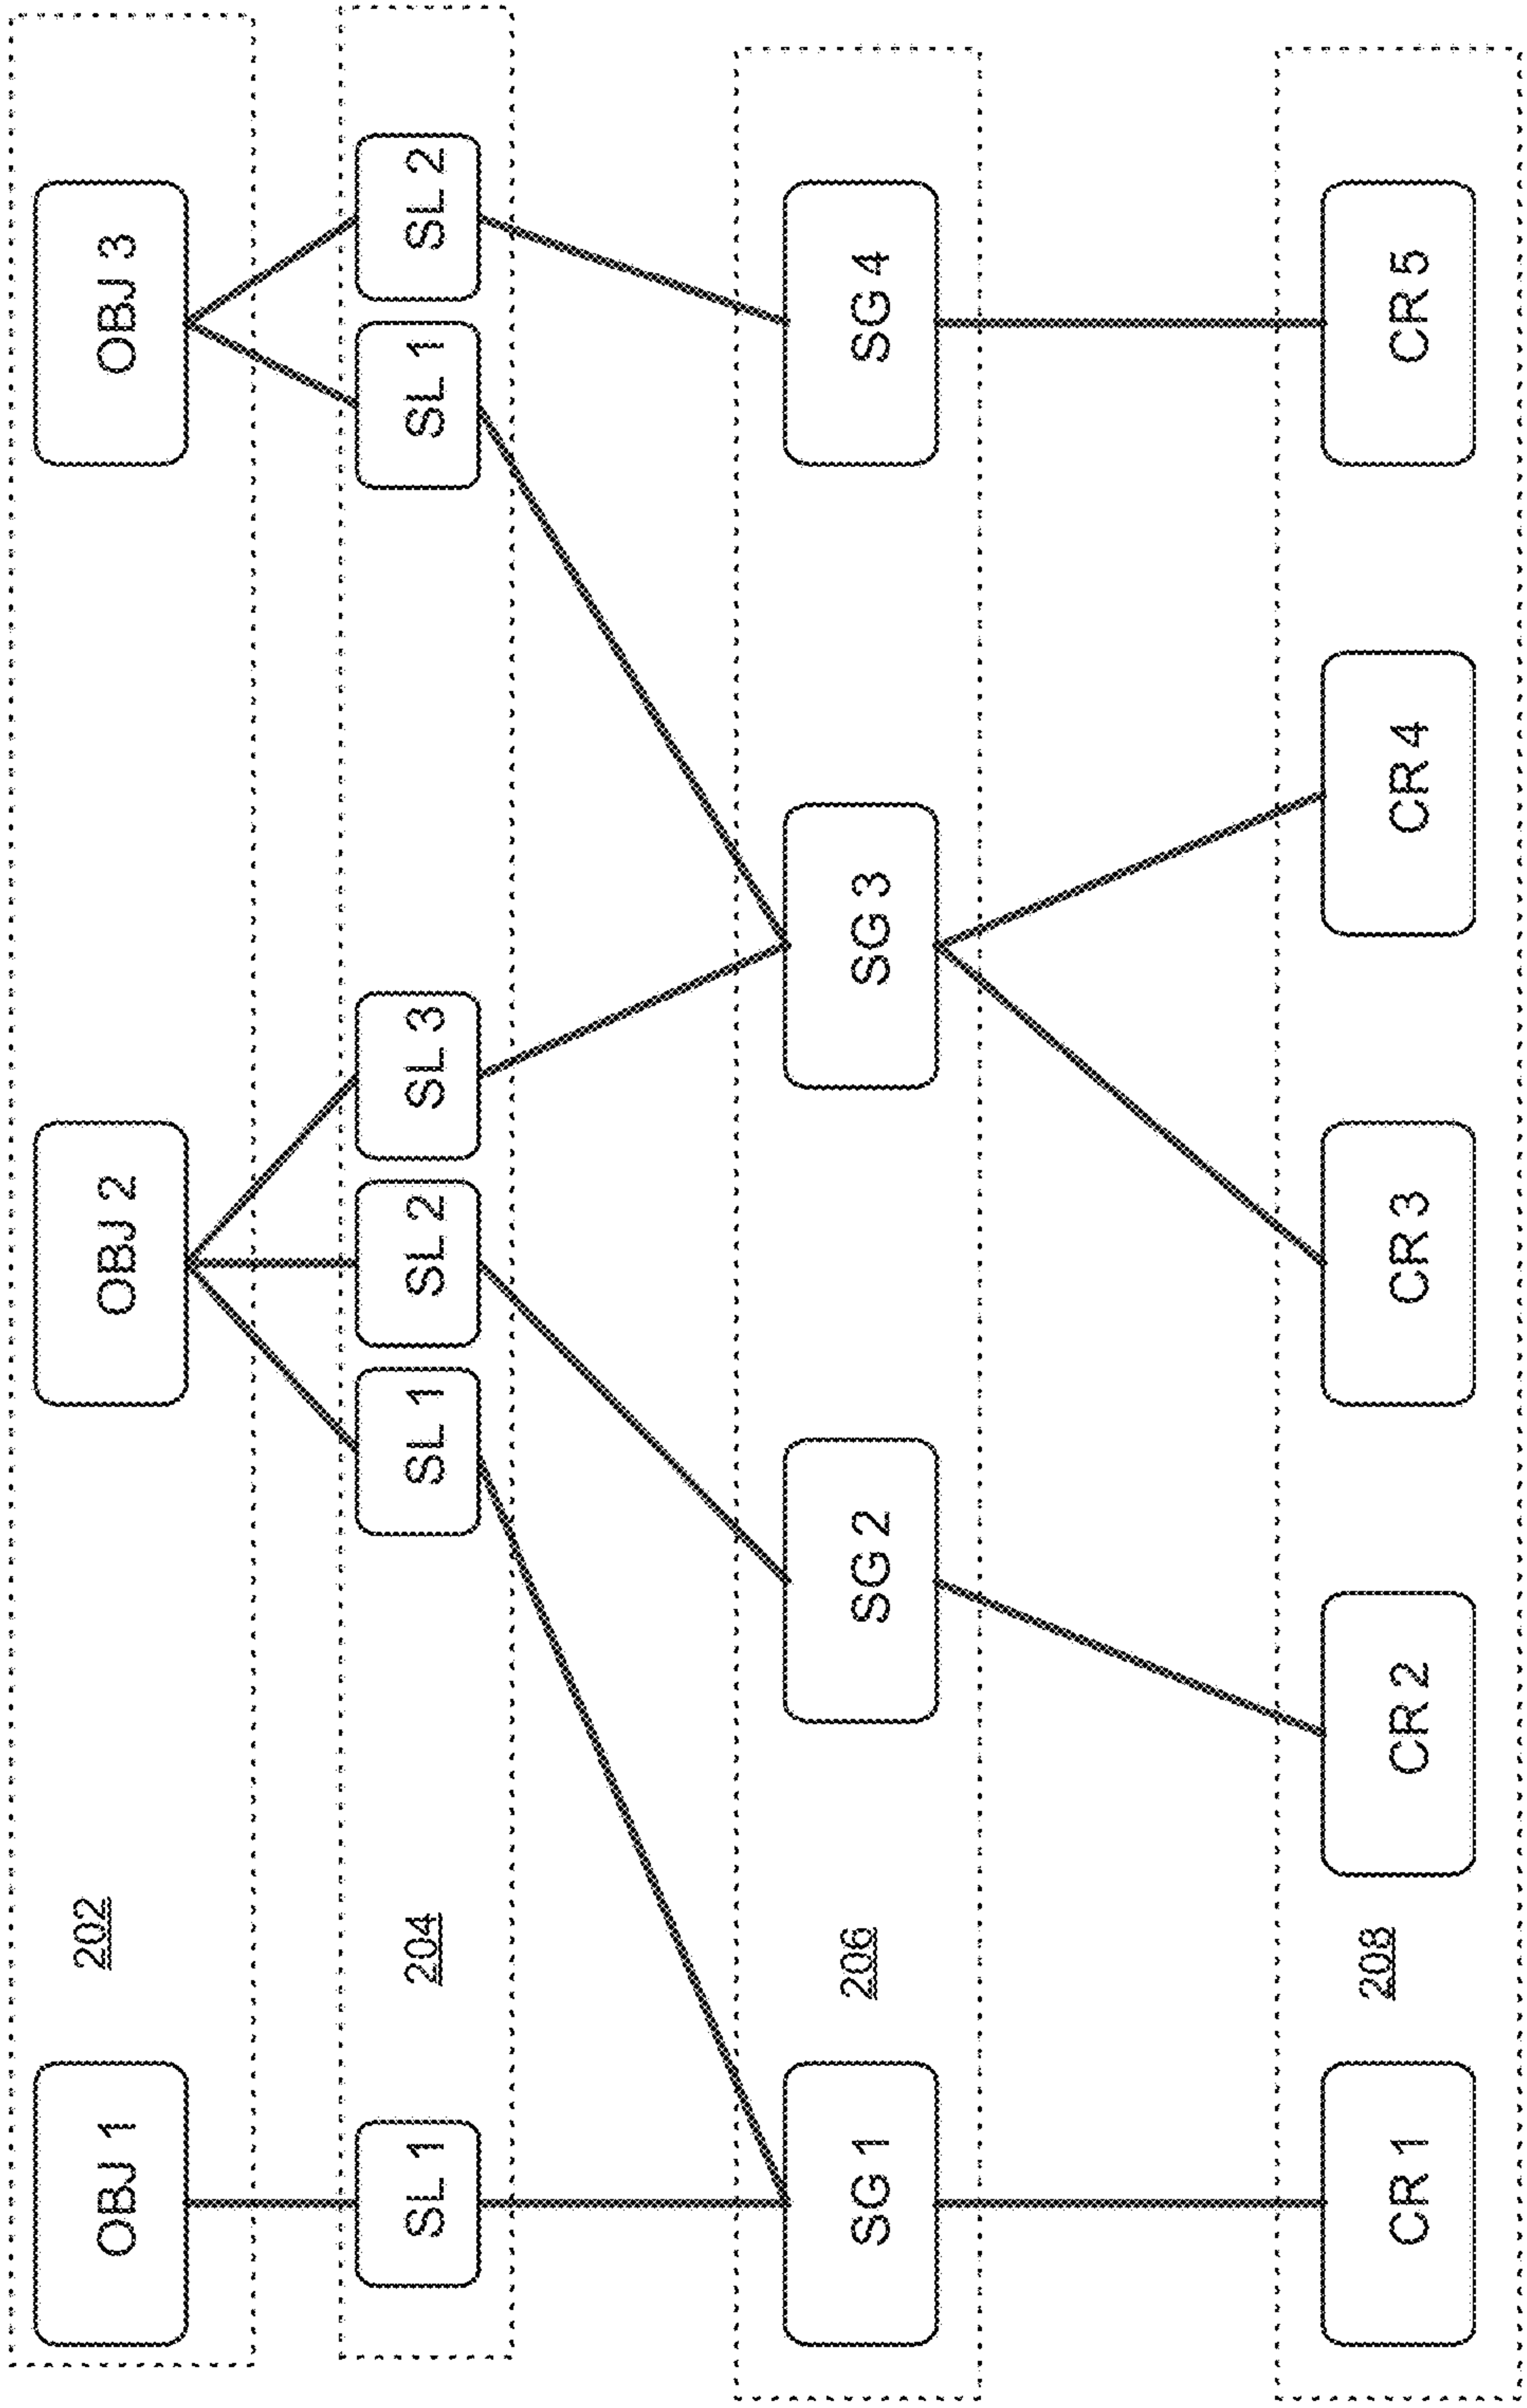 OBJ 1
202
OBJ 2
OBJ 3
SL 1
204
SL 1
SL 2
SL 3
SL 1
SL 2
SG 1
206
SG 2
SG 3
SG 4
CR 1
208
CR 2
CR 3
CR 4
CR 5